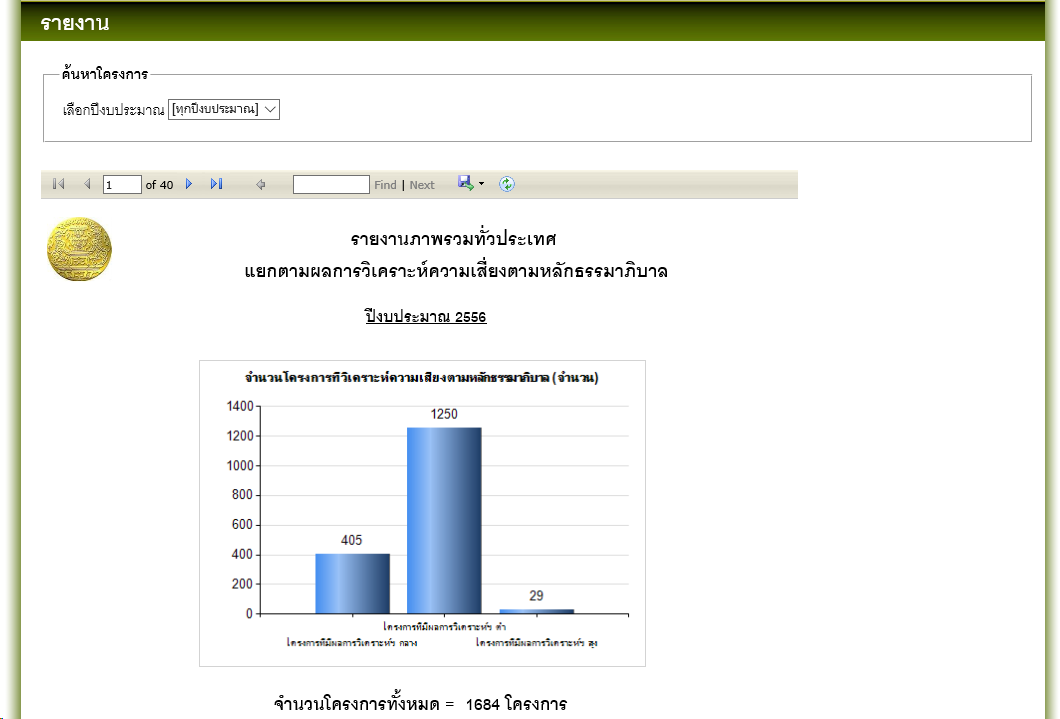 รายงาน
ค้นหาโครงการ
เลือกปีงบประมาณ [ทุกปีงบประมาณ]
1 of 40 Find | Next
รายงานภาพรวมทั่วประเทศ
แยกตามผลการวิเคราะห์ความเสี่ยงตามหลักธรรมาภิบาล
ปีงบประมาณ 2556
จำนวนโครงการที่วิเคราะห์ความเสี่ยงตามหลักธรรมาภิบาล (จำนวน)
1400
1200
1000
800
600
400
200
0
405
1250
29
โครงการที่มีผลการวิเคราะห์ฯ ต่ำ
โครงการที่มีผลการวิเคราะห์ฯ กลาง
โครงการที่มีผลการวิเคราะห์ฯ สูง
จำนวนโครงการทั้งหมด = 1684 โครงการ